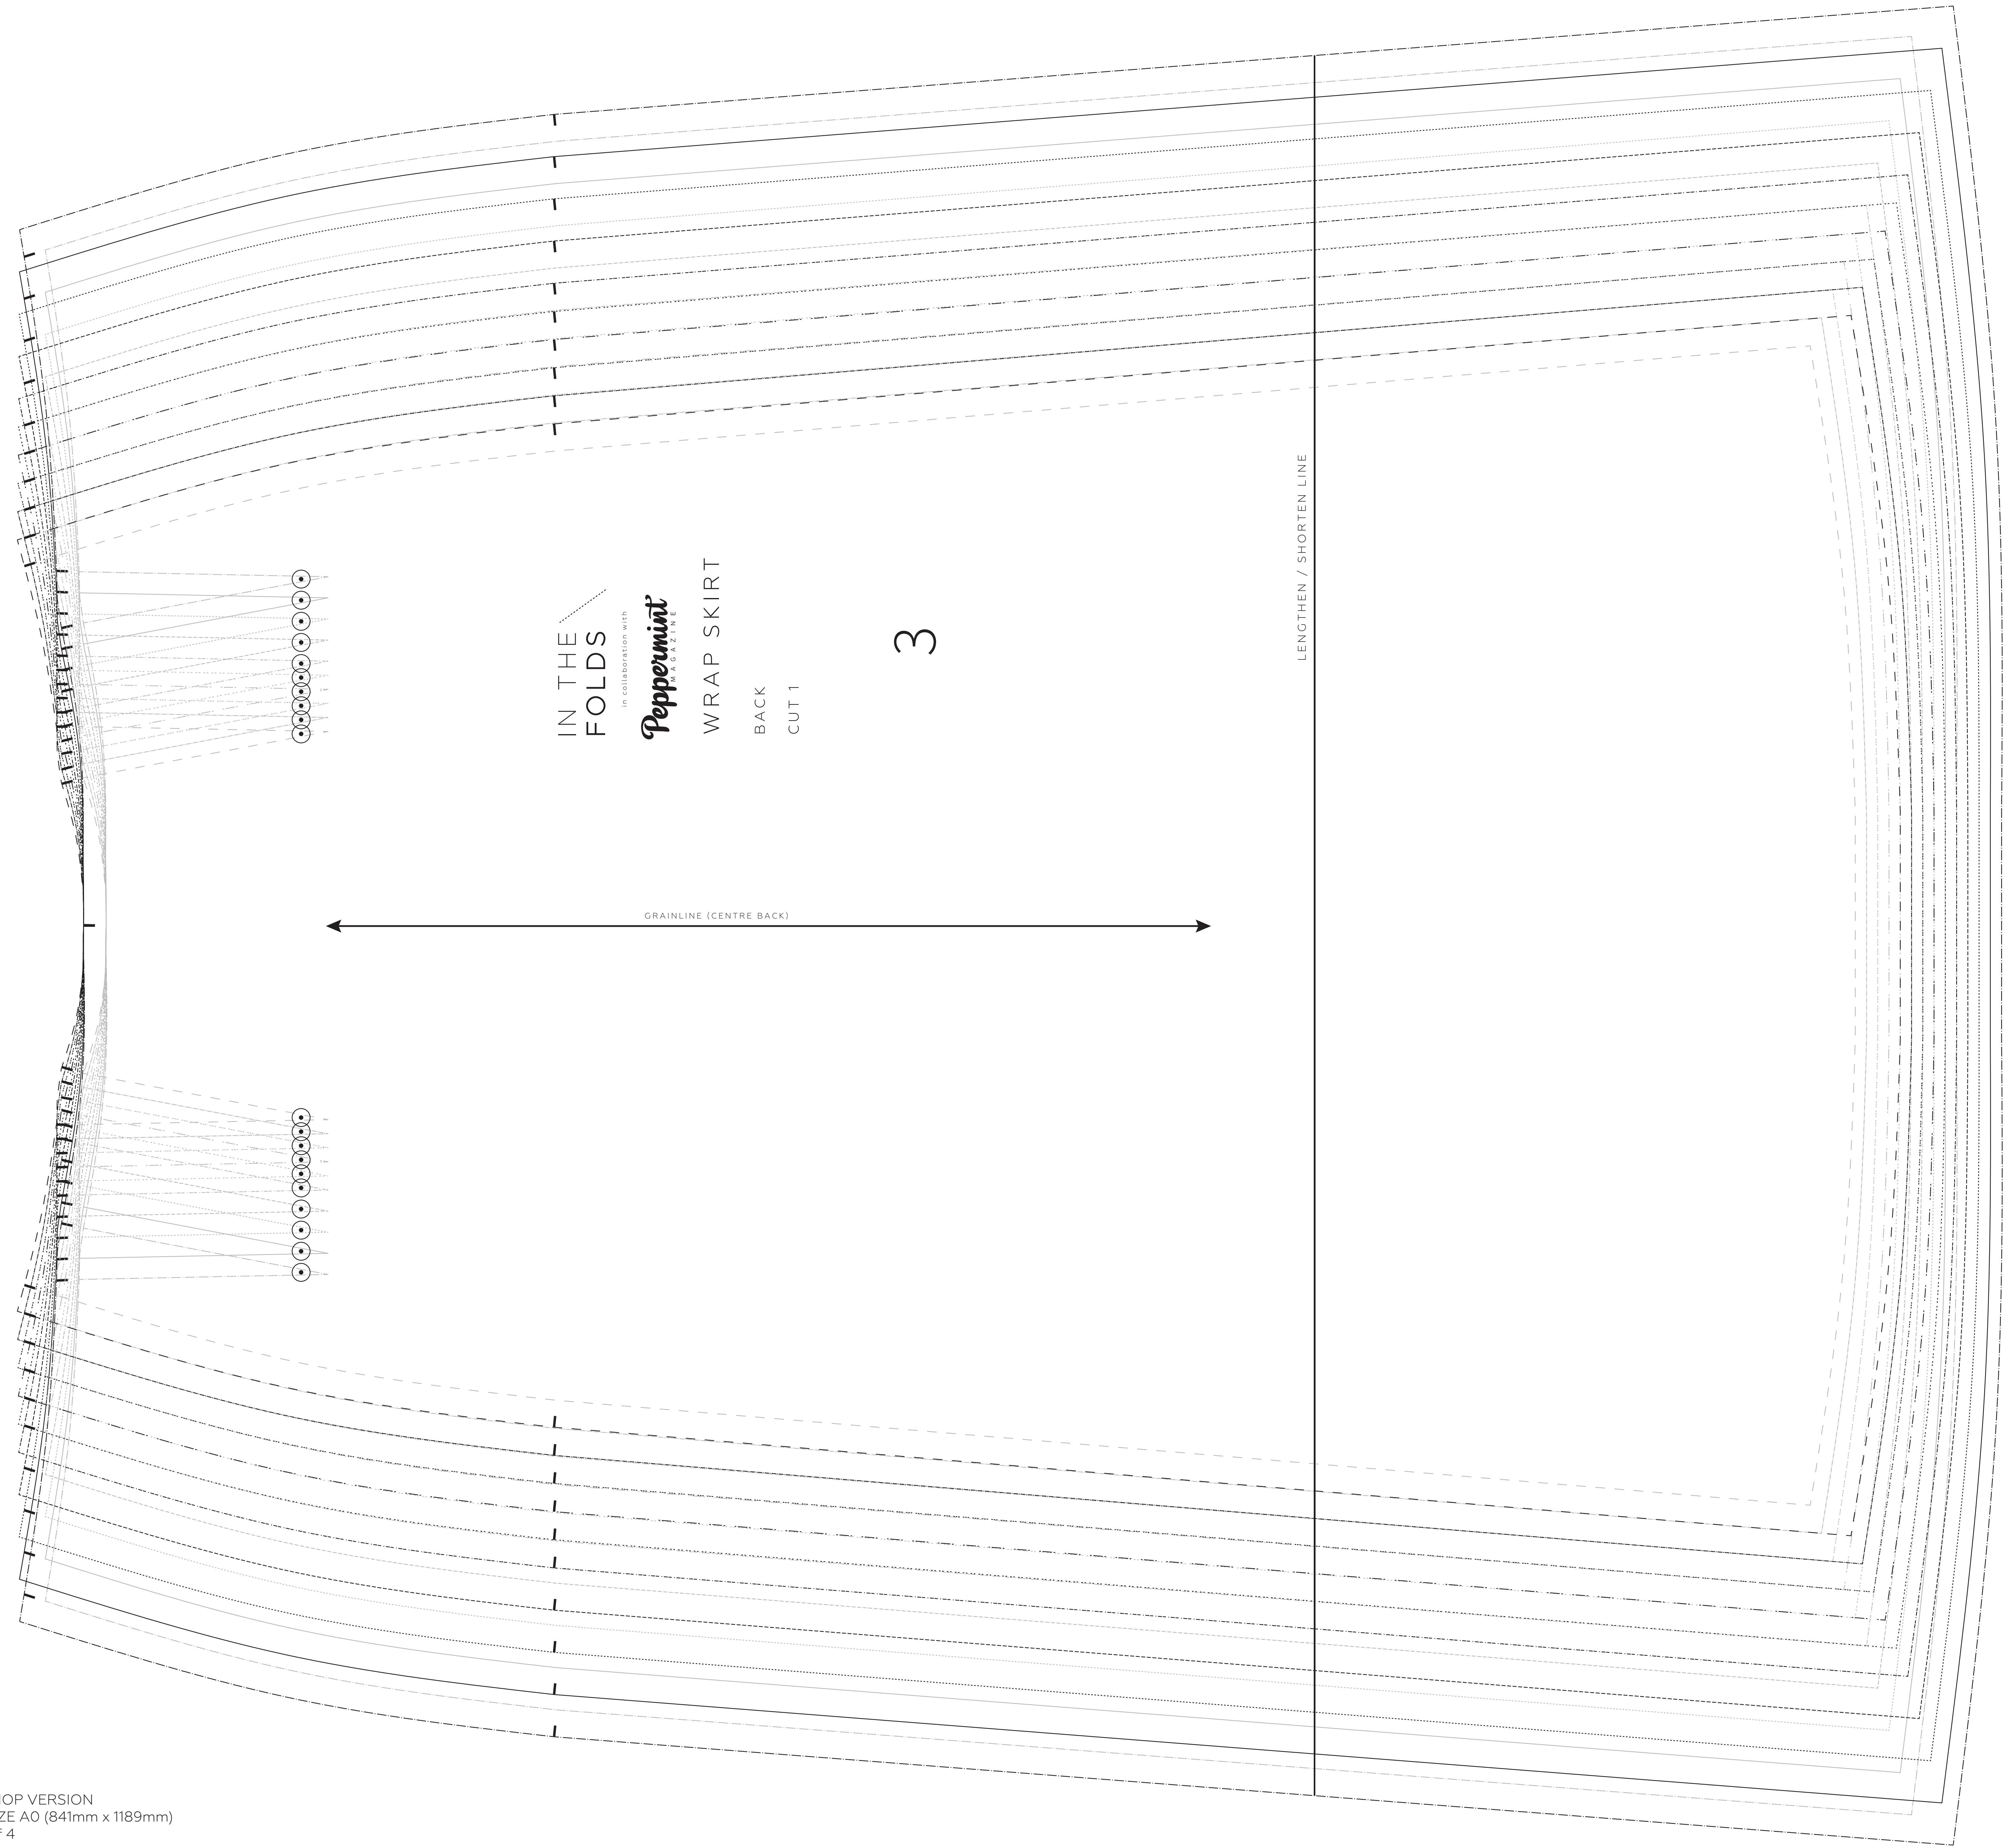 IN THE
FOLDS
in collaboration with
Peppermint
MAGAZINE
WRAP SKIRT
BACK
CUT 1
3
LENGTHEN / SHORTEN LINE
GRAINLINE (CENTRE BACK)
OP VERSION
ZE A0 (841mm x 1189mm)
4